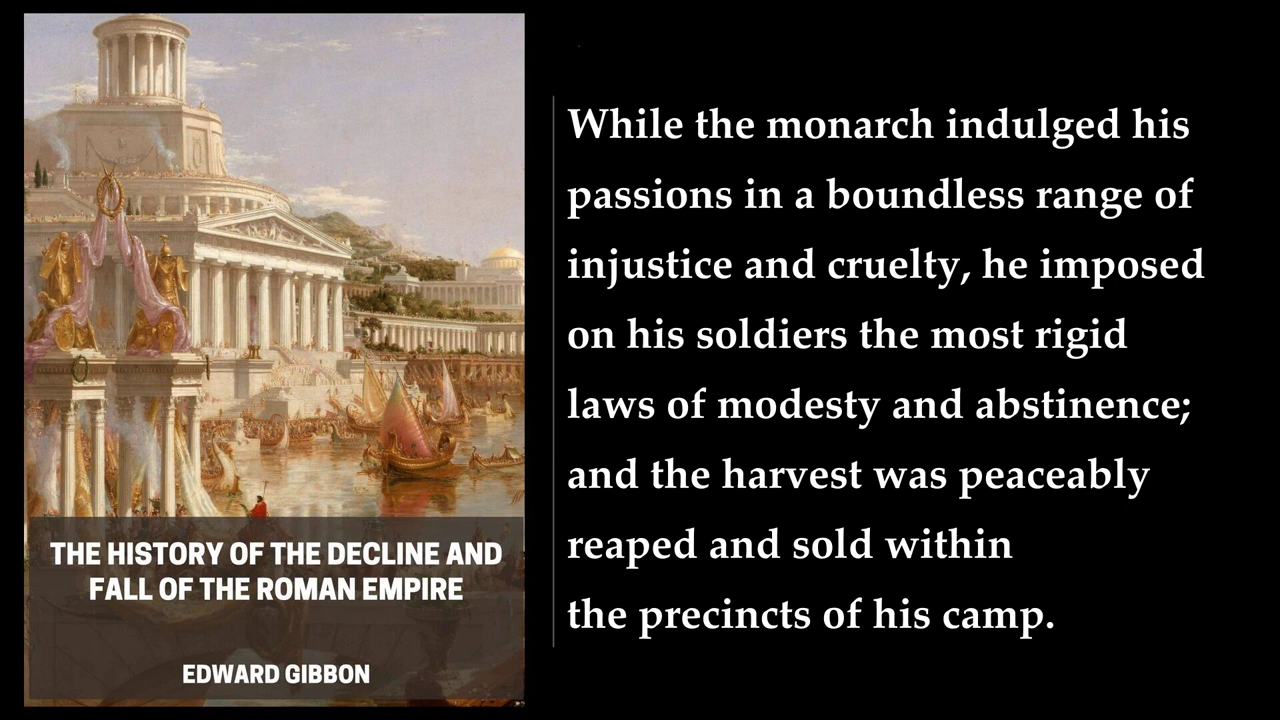 THE HISTORY OF THE DECLINE AND
FALL OF THE ROMAN EMPIRE
EDWARD GIBBON
While the monarch indulged his
passions in a boundless range of
injustice and cruelty, he imposed
on his soldiers the most rigid
laws of modesty and abstinence;
and the harvest was peaceably
reaped and sold within
the precincts of his camp.